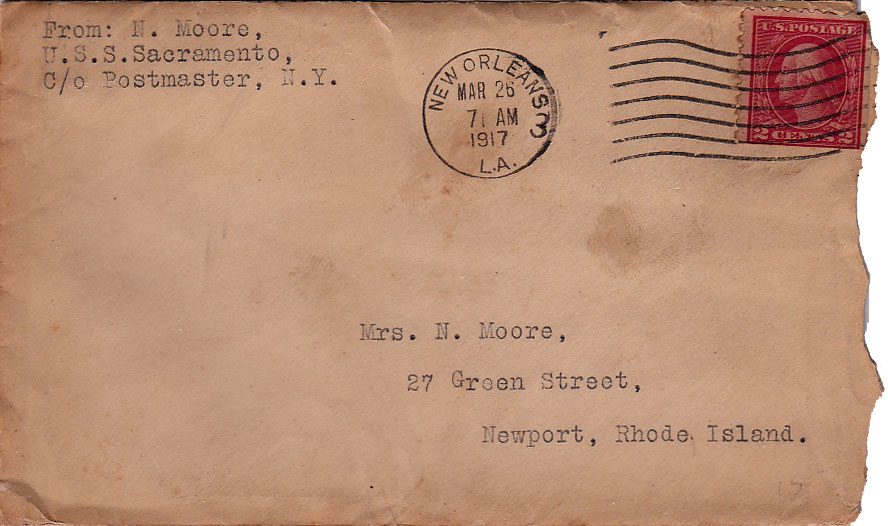 From: N. Moore,
U.S.S.Sacramento,
C/o Postmaster, N.Y.
NEW ORLEANS
MAR 26
7 AM
1917
LA.
3
U.S. POSTAGE
2 CENTS 2
Mrs. N. Moore,
27 Green Street,
Newport, Rhode Island.